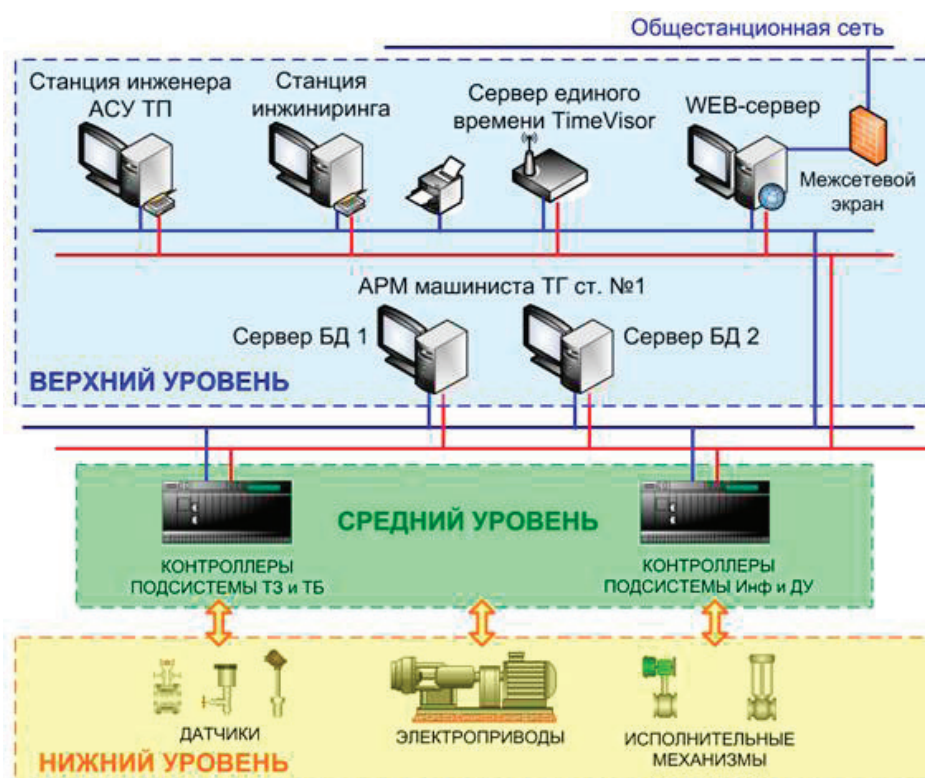 Общестанционная сеть
Станция инженера
АСУ ТП
Станция
инжиниринга
Сервер единого
времени TimeVisor
WEB-сервер
Межсетевой
экран
АРМ машиниста ТГ ст. №1
Сервер БД 1
Сервер БД 2
ВЕРХНИЙ УРОВЕНЬ
СРЕДНИЙ УРОВЕНЬ
КОНТРОЛЛЕРЫ
ПОДСИСТЕМЫ ТЗ и ТБ
КОНТРОЛЛЕРЫ
ПОДСИСТЕМЫ Инф и ДУ
ДАТЧИКИ
ЭЛЕКТРОПРИВОДЫ
ИСПОЛНИТЕЛЬНЫЕ
МЕХАНИЗМЫ
НИЖНИЙ УРОВЕНЬ